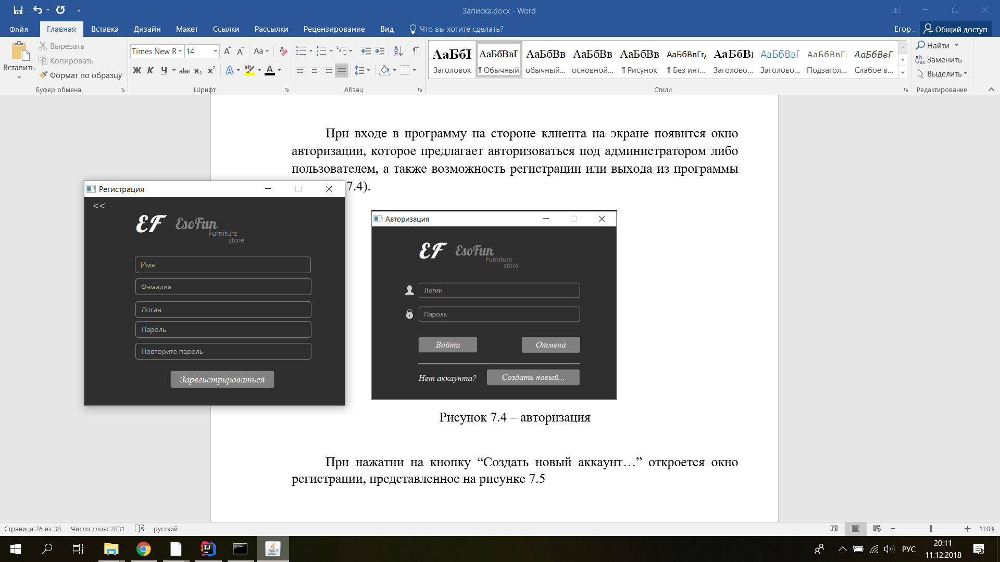 Записка.docx - Word
Файл Главная Вставка Дизайн Макет Ссылки Рассылки Рецензирование Вид Что вы хотите сделать? Егор . Общий доступ
Вставить
Вырезать
Копировать
Формат по образцу
Буфер обмена
Times New R 14
Aa
Ж К Ч abc x₂ x²
Шрифт
Абзац
АаБбІ АаБбВвГ АаБбВв АаБбВв АаБбВв АаБбВвГг, АаБбВ АаБбВвГ АаБбВвГг АаБбВвГ
Заголовок ¶ Обычный обычный... основной... ¶ Рисунок ¶ Без инт... Заголово... Заголово... Подзагол... Слабое в...
Стили
Найти
Заменить
Выделить
Редактирование
При входе в программу на стороне клиента на экране появится окно
авторизации, которое предлагает авторизоваться под администратором либо
пользователем, а также возможность регистрации или выхода из программы
7.4).
Регистрация
<<
EF EsoFun
Furniture
store
Имя
Фамилия
Логин
Пароль
Повторите пароль
Зарегистрироваться
Авторизация
EF EsoFun
Furniture
store
Логин
Пароль
Войти Отмена
Нет аккаунта? Создать новый...
Рисунок 7.4 – авторизация
При нажатии на кнопку “Создать новый аккаунт…” откроется окно
регистрации, представленное на рисунке 7.5
Страница 26 из 38 Число слов: 2831 русский 110%
РУС
20:11
11.12.2018